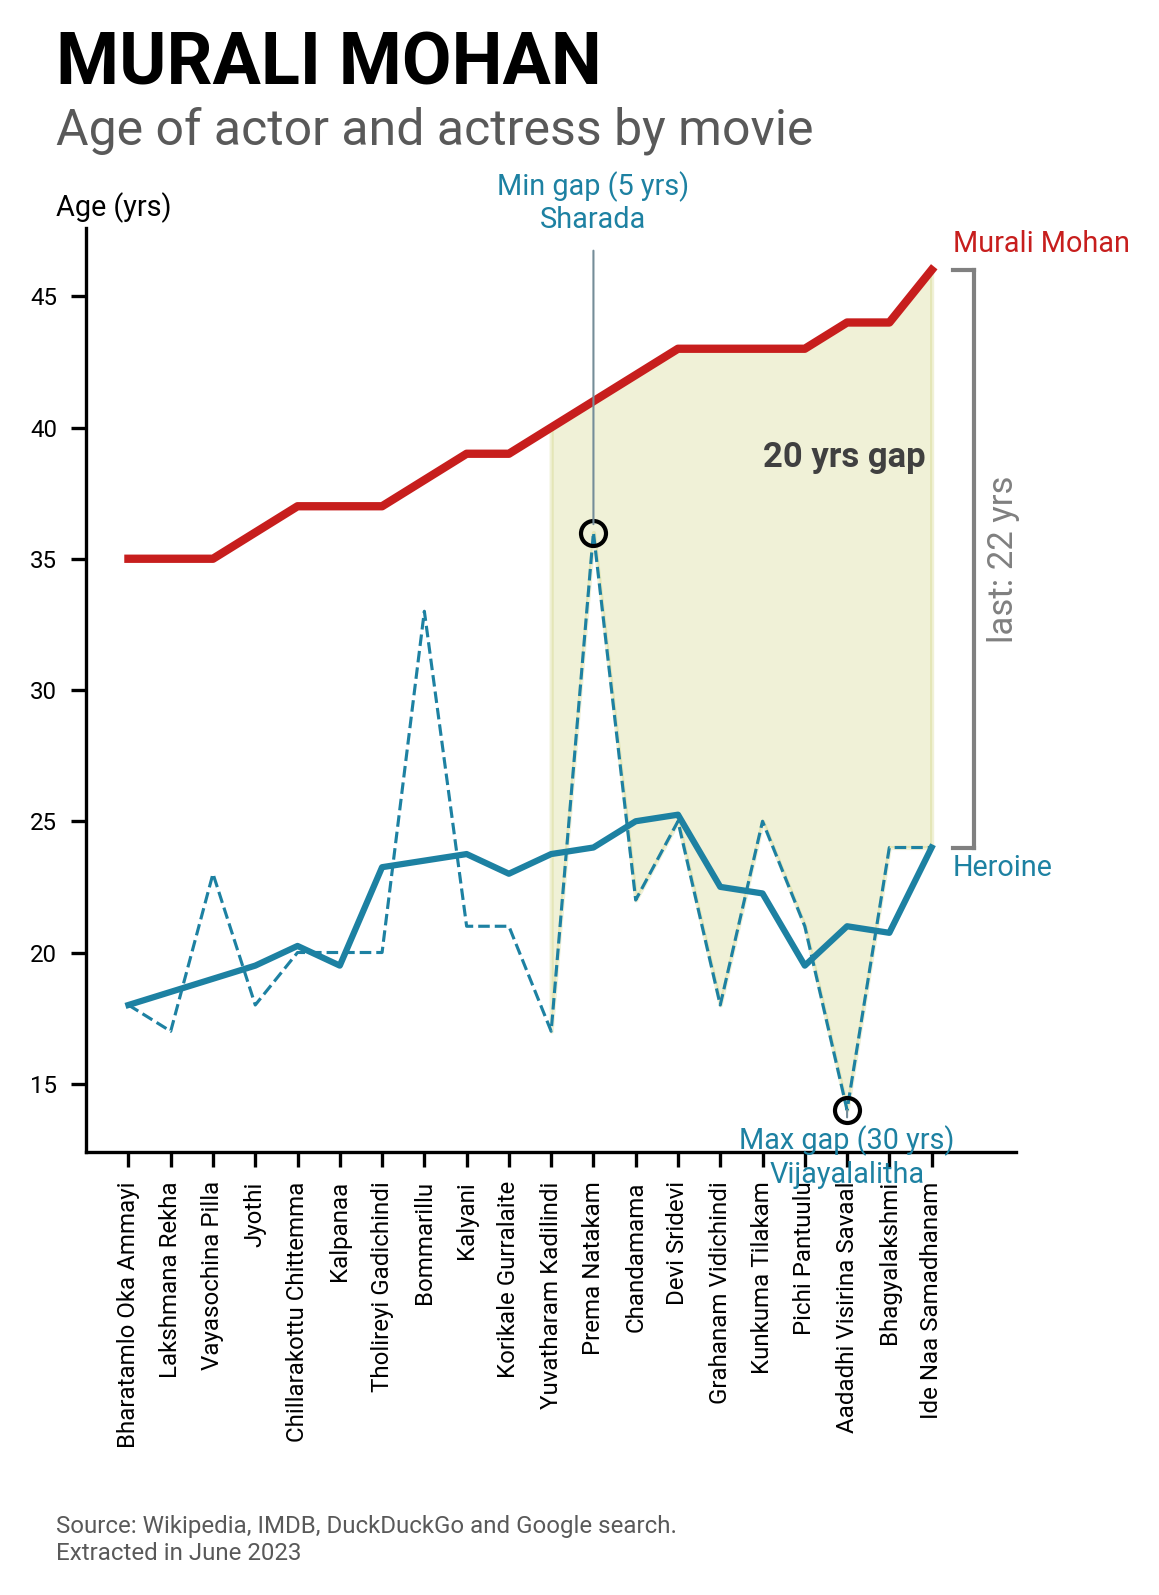 MURALI MOHAN
Age of actor and actress by movie
Min gap (5 yrs)
Sharada
Age (yrs)
Murali Mohan
45
40
35
30
25
20
15
20 yrs gap
last: 22 yrs
Heroine
Max gap (30 yrs)
Vijayalalitha
Bharatamlo Oka Ammayi
Lakshmana Rekha
Vayasochina Pilla
Jyothi
Chillarakottu Chittemma
Kalpanaa
Tholireyi Gadichindi
Bommarillu
Kalyani
Korikale Gurralaite
Yuvatharam Kadilindi
Prema Natakam
Chandamama
Devi Sridevi
Grahanam Vidichindi
Kunkuma Tilakam
Pichi Pantuulu
Aadadhi Visirina Savaal
Bhagyalakshmi
Ide Naa Samadhanam
Source: Wikipedia, IMDB, DuckDuckGo and Google search.
Extracted in June 2023